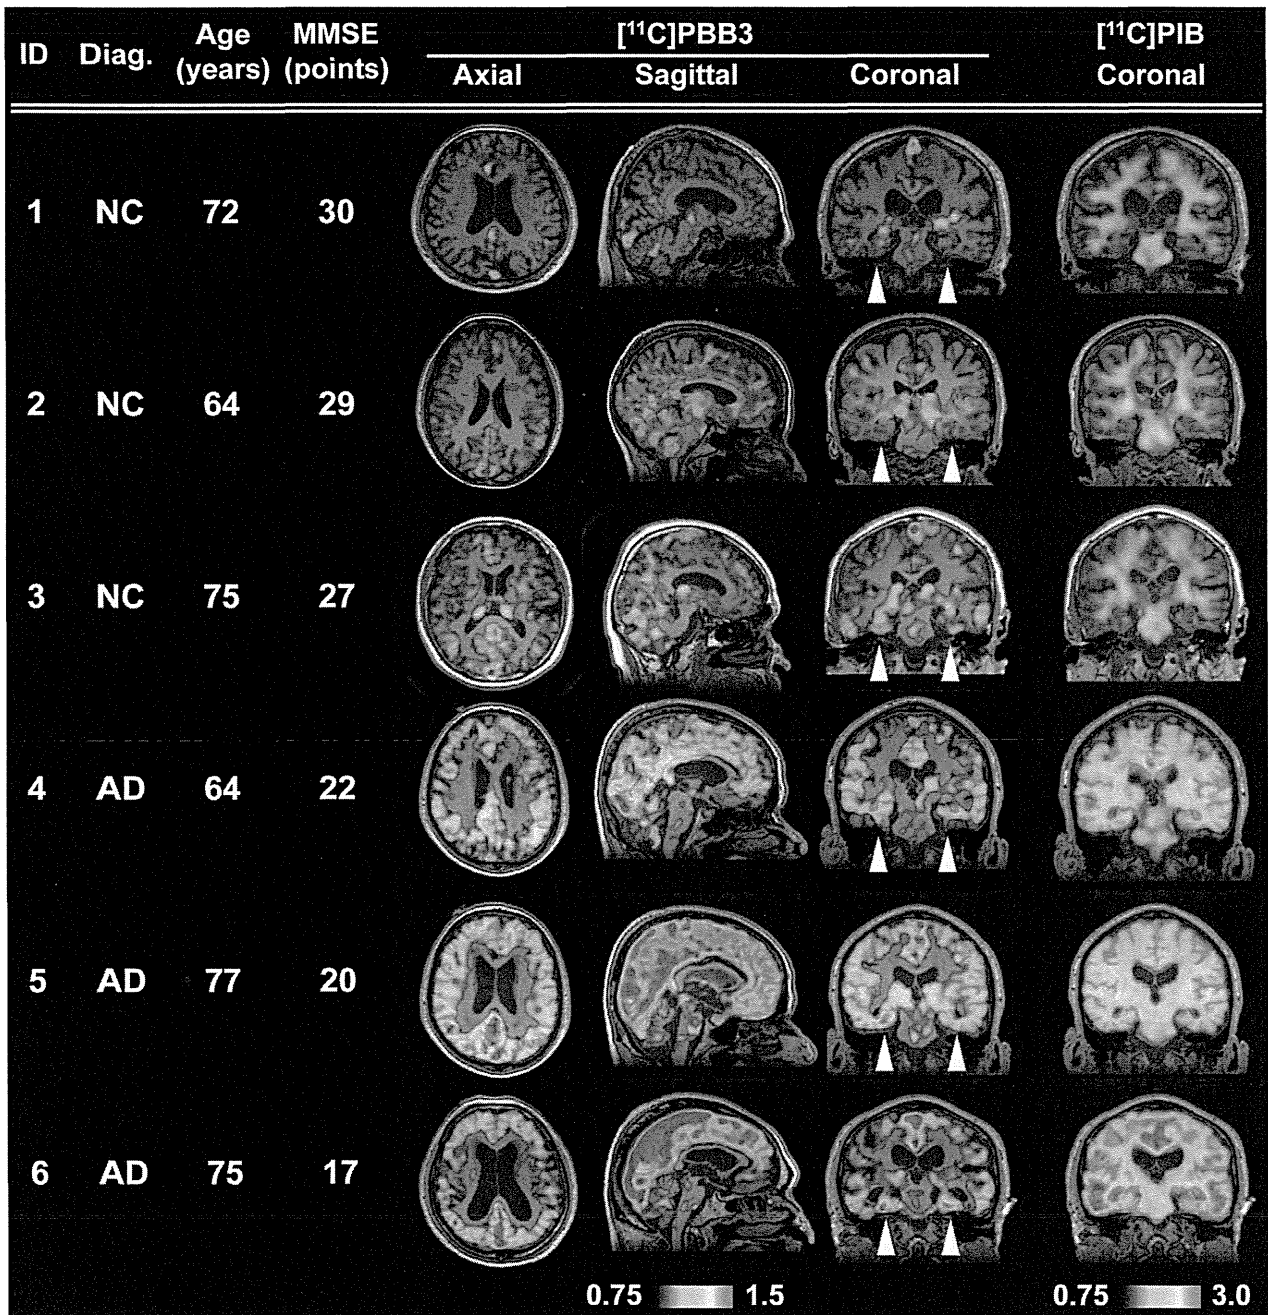 ID Diag. Age (years) MMSE (points) [¹¹C]PBB3 [¹¹C]PIB
Axial Sagittal Coronal Coronal
1 NC 72 30
2 NC 64 29
3 NC 75 27
4 AD 64 22
5 AD 77 20
6 AD 75 17
0.75 1.5 0.75 3.0